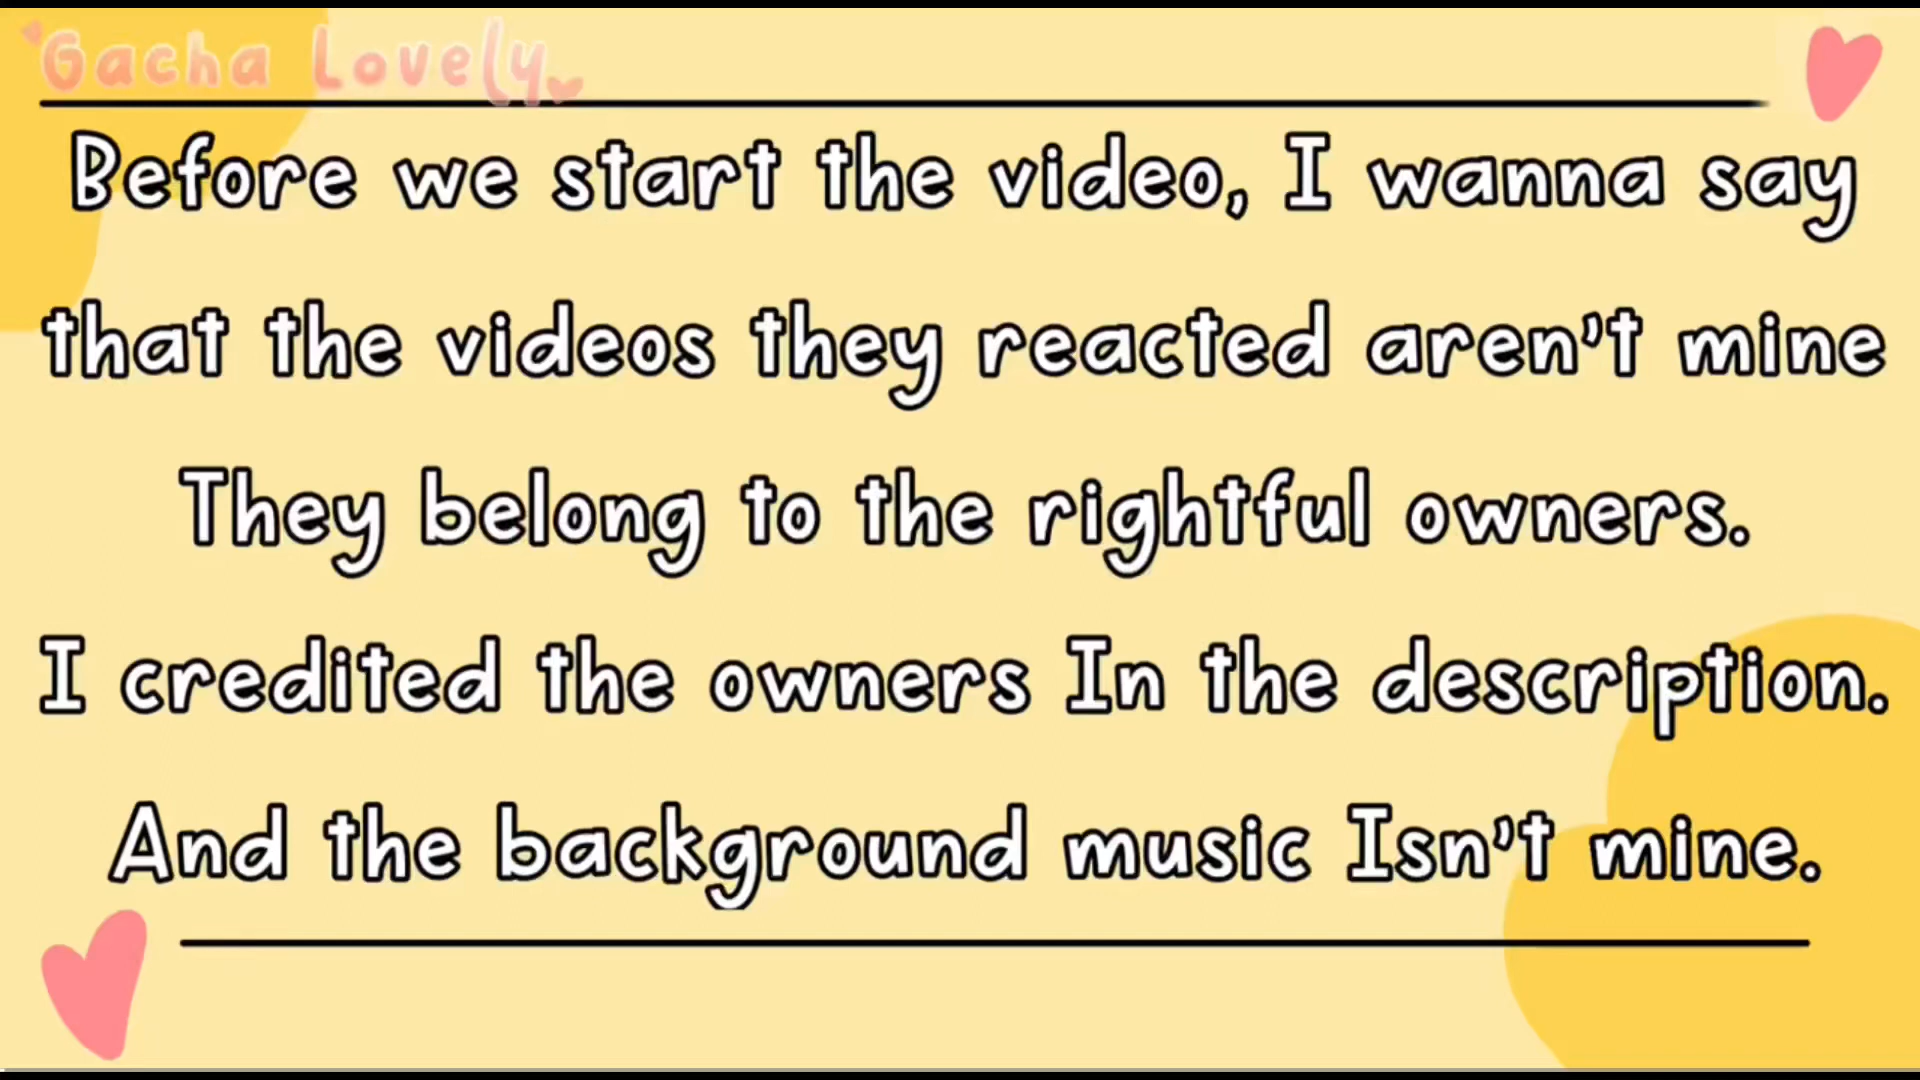 Gacha Lovely
Before we start the video, I wanna say
that the videos they reacted aren't mine
They belong to the rightful owners.
I credited the owners In the description.
And the background music Isn't mine.